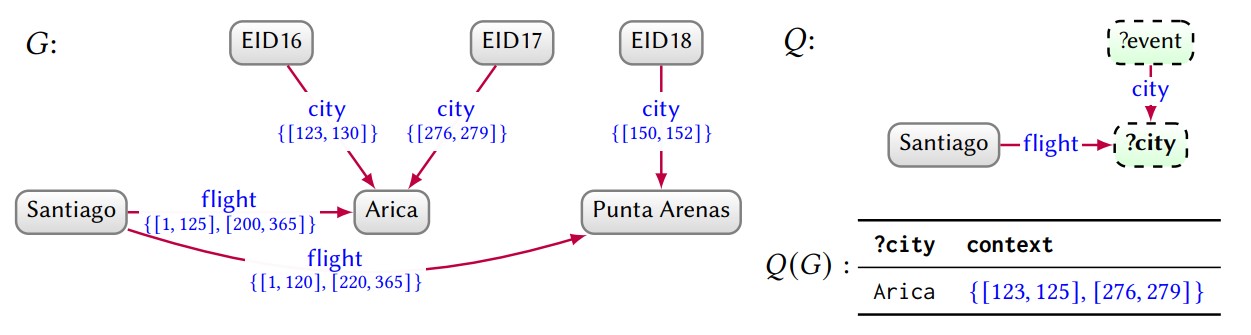 G:
EID16
EID17
EID18
city
{[123, 130]}
city
{[276, 279]}
city
{[150, 152]}
Santiago
flight
{[1, 125], [200, 365]}
Arica
Punta Arenas
flight
{[1, 120], [220, 365]}
Q:
?event
city
Santiago
flight
?city
Q(G) :
?city context
Arica {[123, 125], [276, 279]}